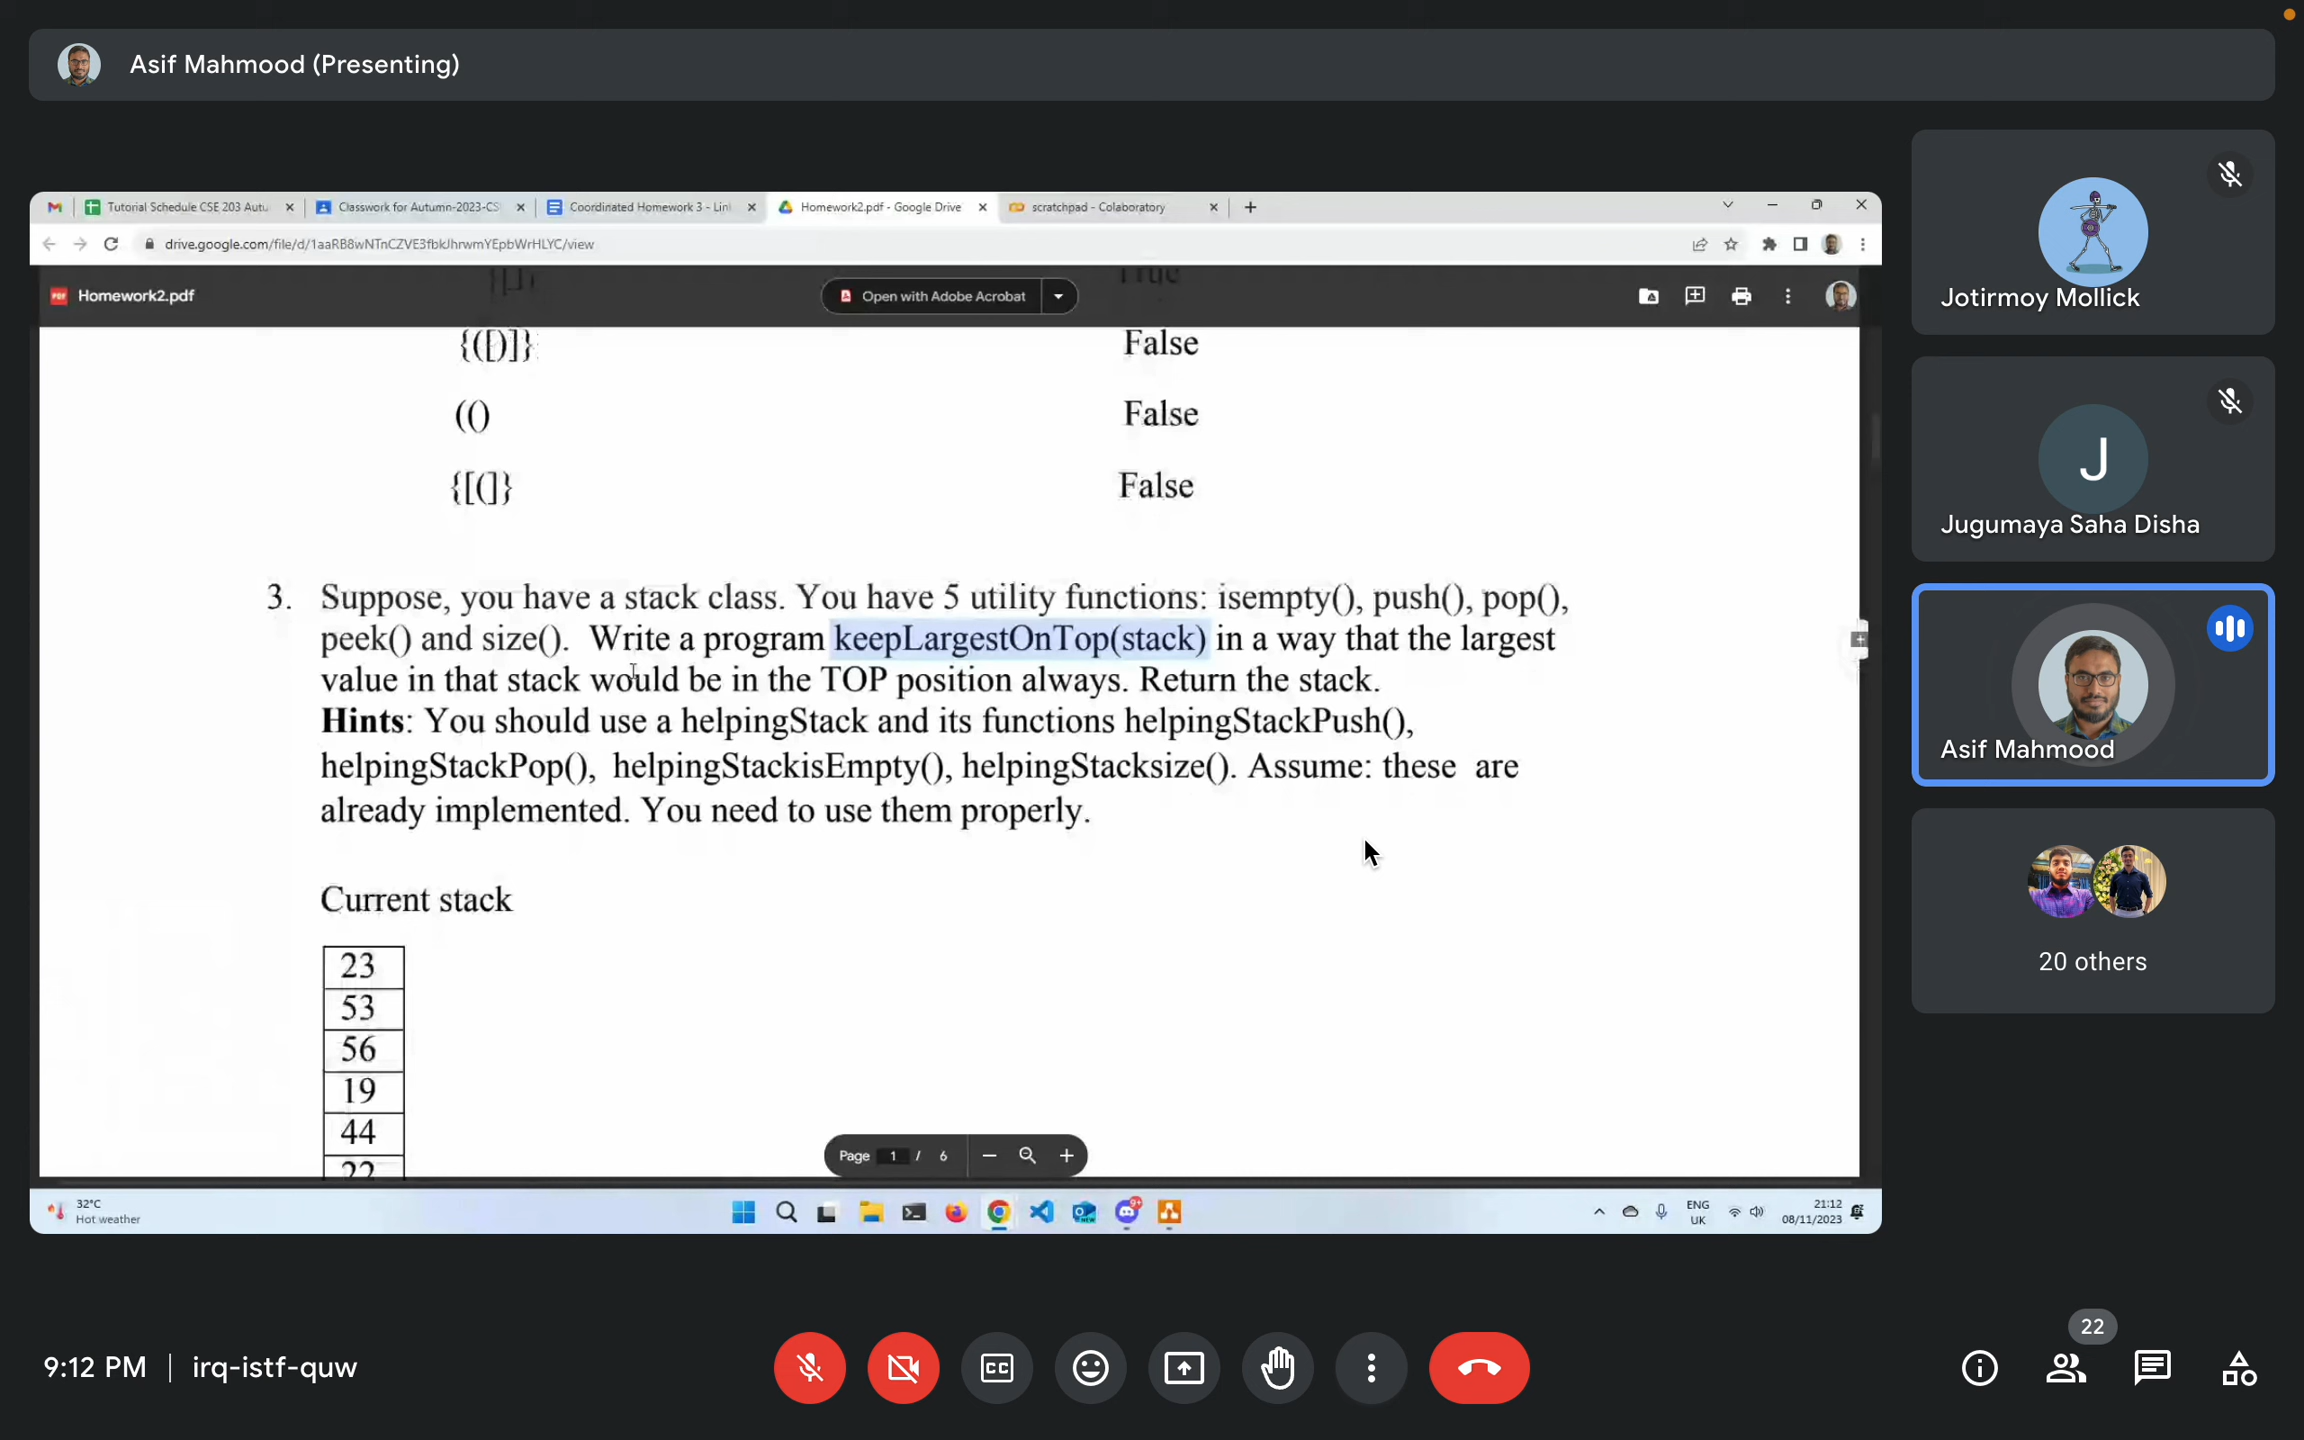 Asif Mahmood (Presenting)
Tutorial Schedule CSE 203 Autu
Classwork for Autumn-2023-CS
Coordinated Homework 3 - Lin
Homework2.pdf - Google Drive
scratchpad - Colaboratory
drive.google.com/file/d/1aaRB8wNTnCZVE3fbkJhrwmYEpbWrHLYC/view
PDF Homework2.pdf
Open with Adobe Acrobat
True
{([)]} False
(() False
{[(]} False
3. Suppose, you have a stack class. You have 5 utility functions: isempty(), push(), pop(),
peek() and size(). Write a program keepLargestOnTop(stack) in a way that the largest
value in that stack would be in the TOP position always. Return the stack.
Hints: You should use a helpingStack and its functions helpingStackPush(),
helpingStackPop(), helpingStackisEmpty(), helpingStacksize(). Assume: these are
already implemented. You need to use them properly.
Current stack
23
53
56
19
44
22
Page 1 / 6
32°C
Hot weather
ENG
UK
21:12
08/11/2023
Jotirmoy Mollick
J
Jugumaya Saha Disha
Asif Mahmood
20 others
9:12 PM | irq-istf-quw
CC
22